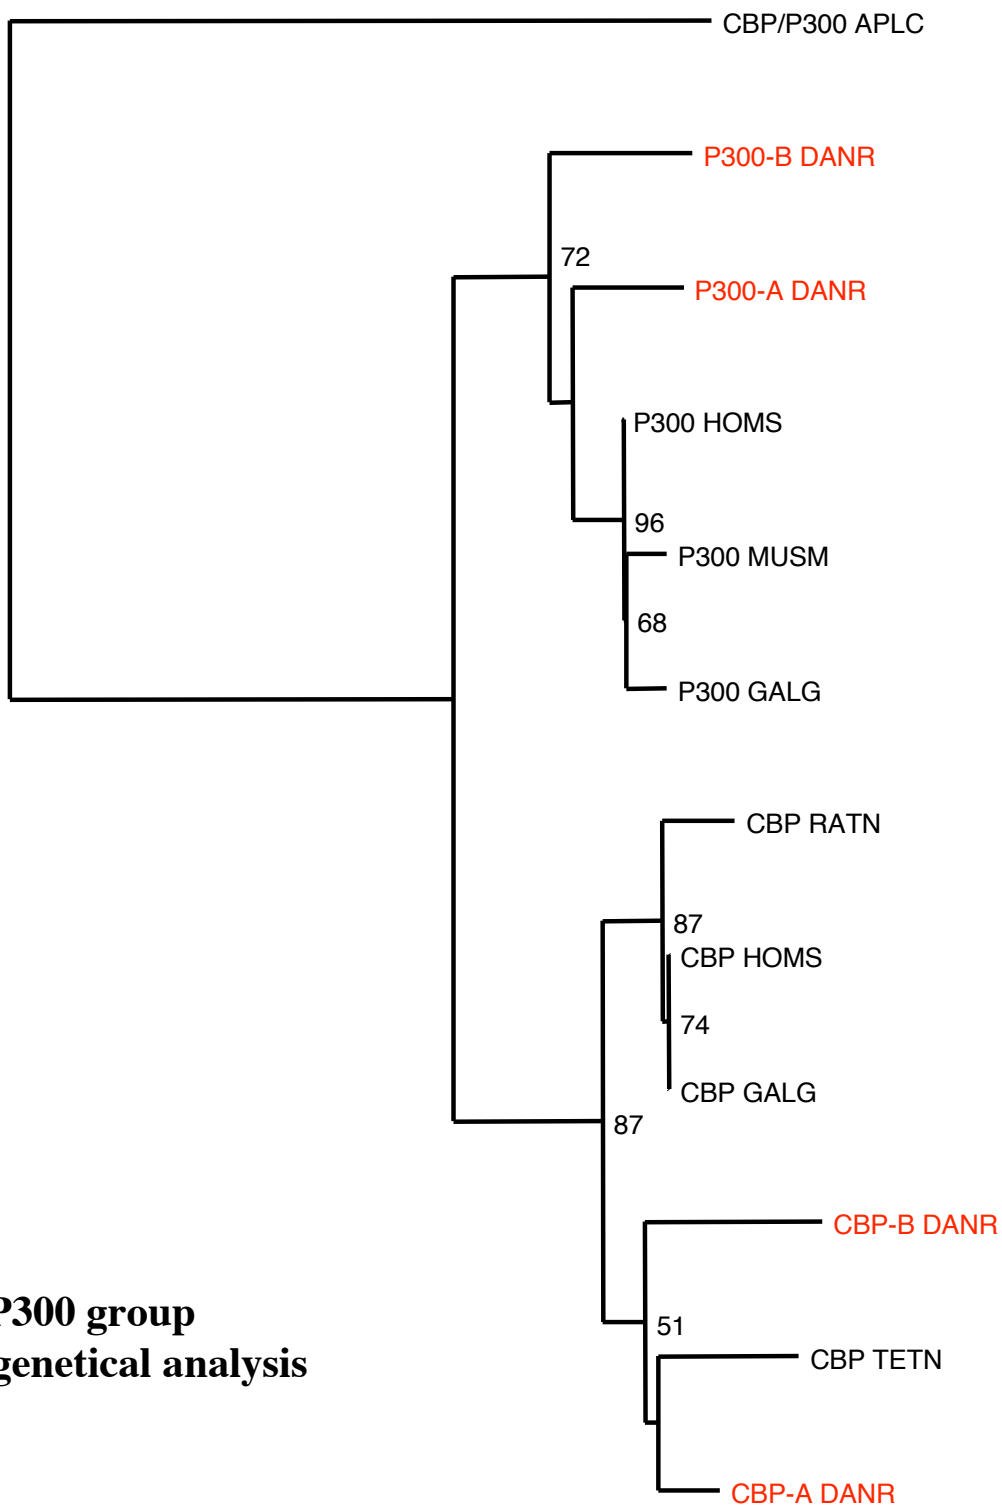 CBP/P300 APLC
P300-B DANR
72
P300-A DANR
P300 HOMS
96
P300 MUSM
68
P300 GALG
CBP RATN
87
CBP HOMS
74
CBP GALG
87
CBP-B DANR
P300 group
51
genetical analysis
CBP TETN
CBP-A DANR